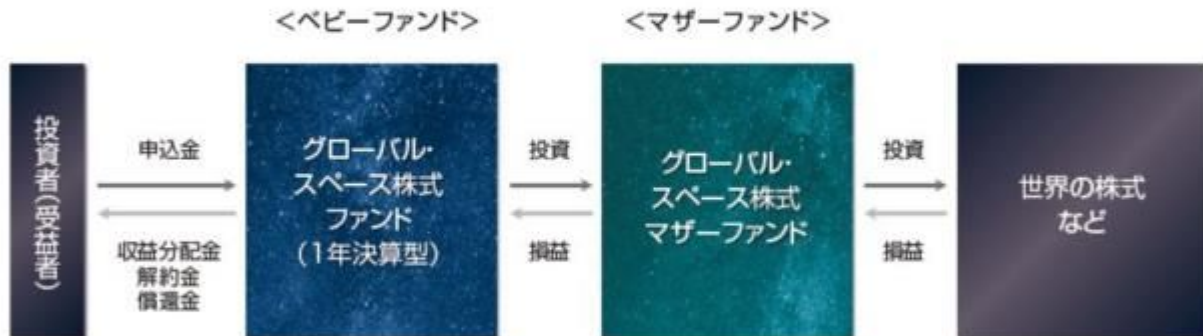 ＜ベビーファンド＞
＜マザーファンド＞
投資者（受益者）
申込金
収益分配金
解約金
償還金
グローバル・
スペース株式
ファンド
（1年決算型）
投資
損益
グローバル・
スペース株式
マザーファンド
投資
損益
世界の株式
など